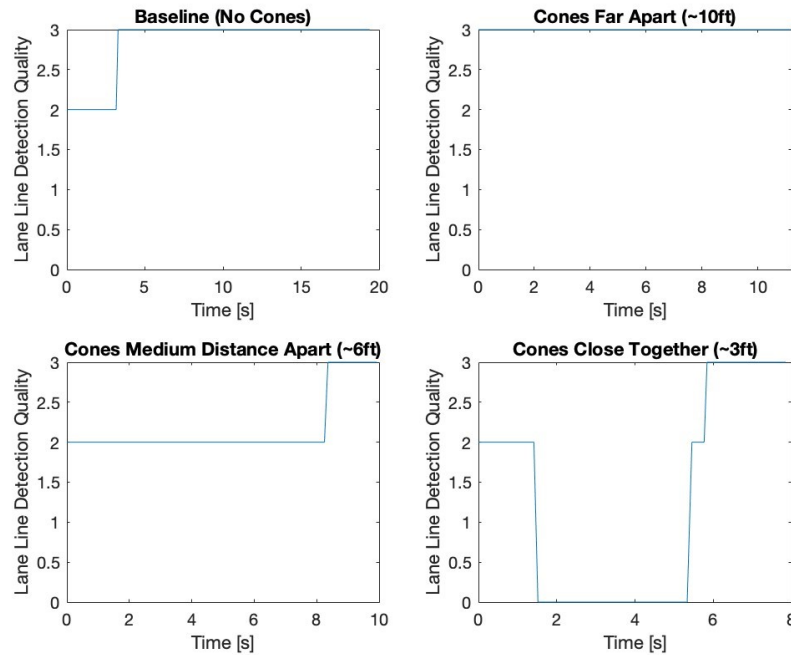 Baseline (No Cones)
3
2.5
2
1.5
1
0.5
0
Lane Line Detection Quality
0 5 10 15 20
Time [s]
Cones Far Apart (~10ft)
3
2.5
2
1.5
1
0.5
0
Lane Line Detection Quality
0 2 4 6 8 10
Time [s]
Cones Medium Distance Apart (~6ft)
3
2.5
2
1.5
1
0.5
0
Lane Line Detection Quality
0 2 4 6 8 10
Time [s]
Cones Close Together (~3ft)
3
2.5
2
1.5
1
0.5
0
Lane Line Detection Quality
0 2 4 6 8
Time [s]